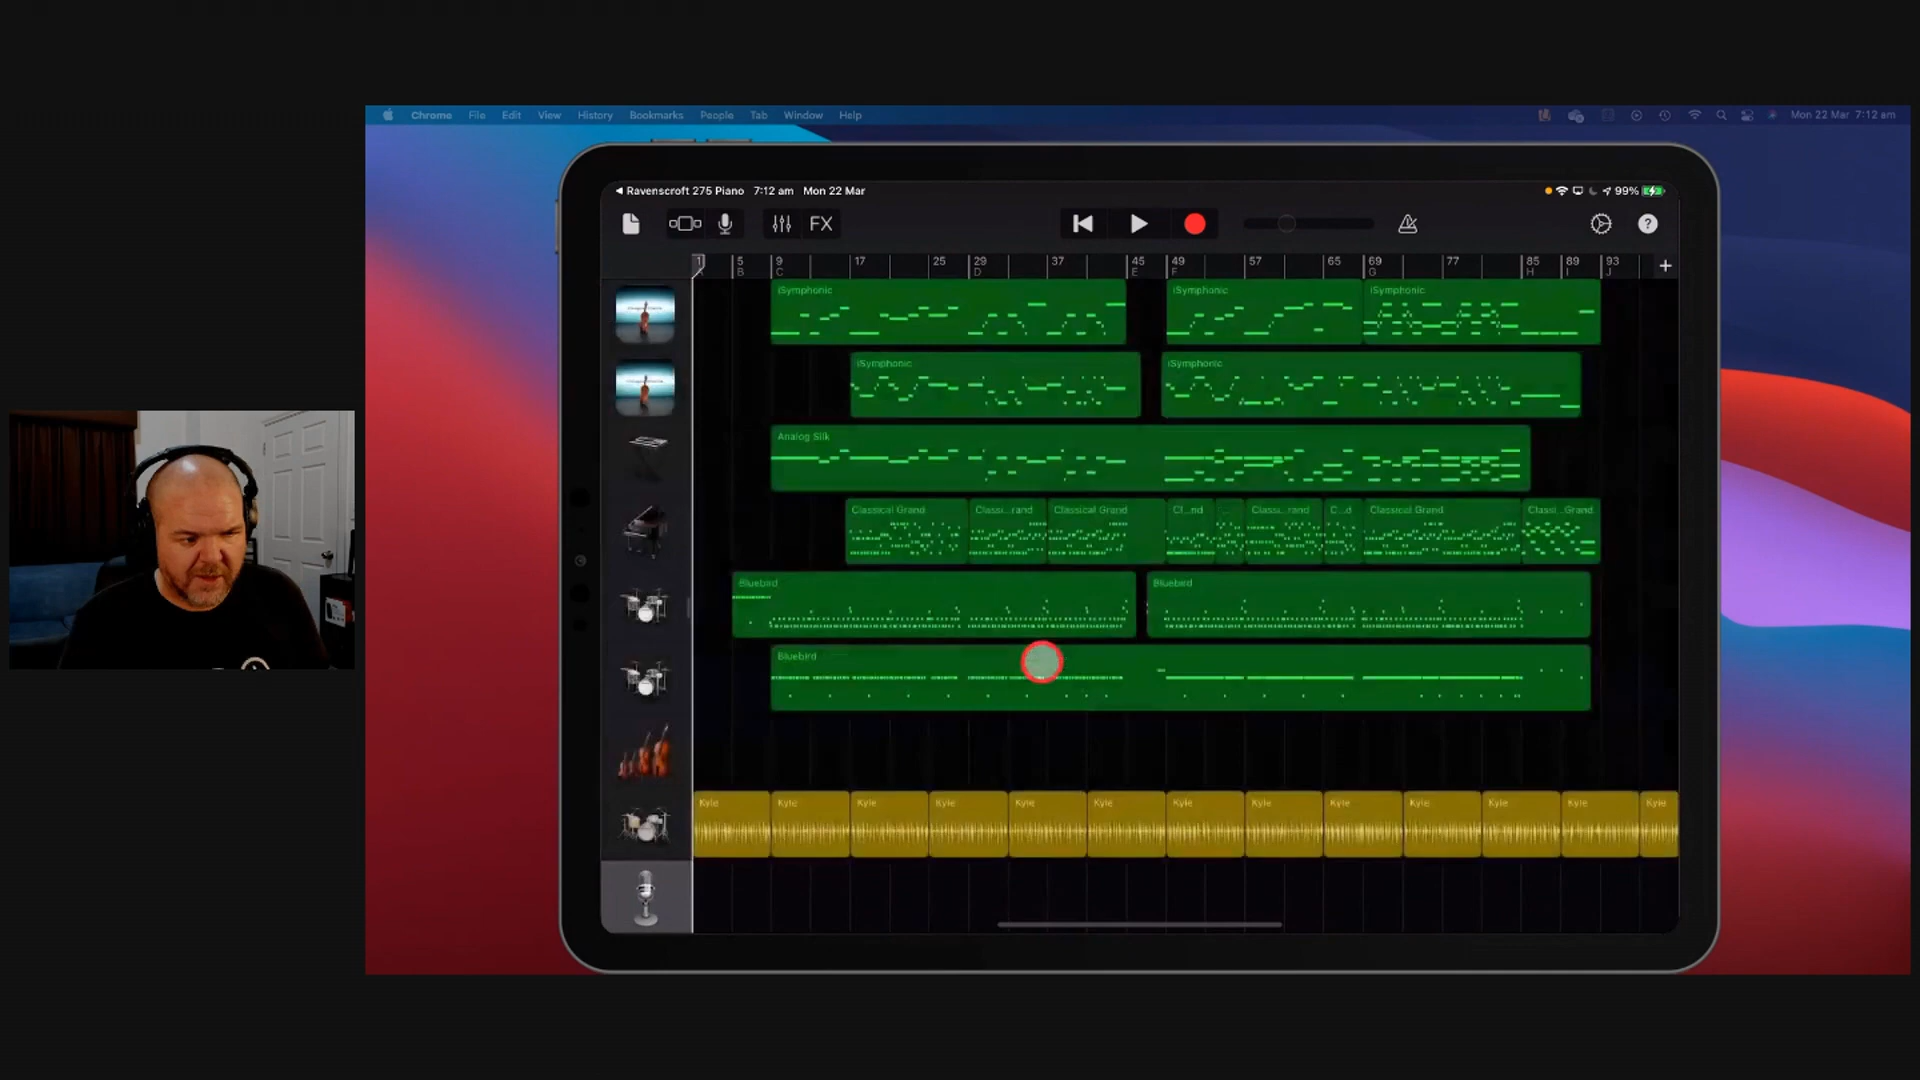 Chrome File Edit View History Bookmarks People Tab Window Help Mon 22 Mar 7:12 am
Ravenscroft 275 Piano 7:12 am Mon 22 Mar 99%
FX ?
1 5 9 17 25 29 37 45 49 57 65 69 77 85 89 93 +
A B C D E F G H I J
iSymphonic iSymphonic iSymphonic
iSymphonic iSymphonic
Analog Silk
Classical Grand Classi...rand Classical Grand Cl...nd Classi...rand C...d Classical Grand Classi...Grand
Bluebird Bluebird
Bluebird
Kyle Kyle Kyle Kyle Kyle Kyle Kyle Kyle Kyle Kyle Kyle Kyle Kyle